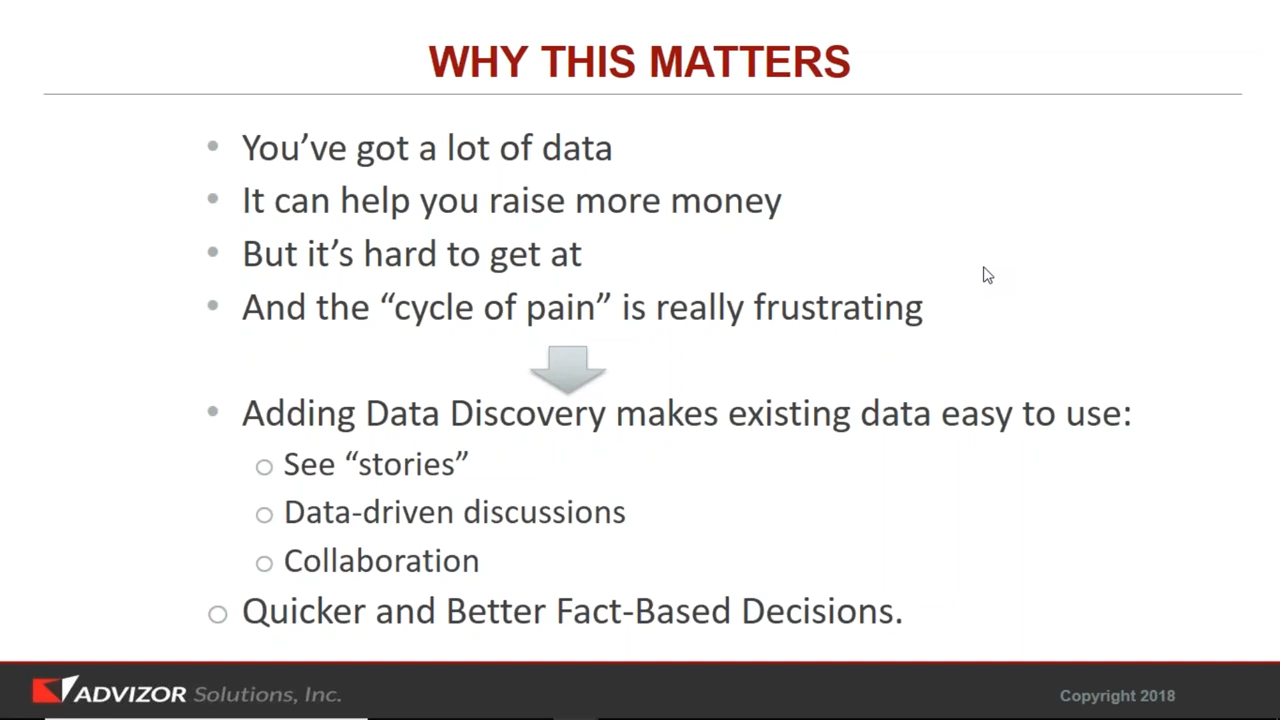 WHY THIS MATTERS
You’ve got a lot of data
It can help you raise more money
But it’s hard to get at
And the “cycle of pain” is really frustrating
Adding Data Discovery makes existing data easy to use:
See “stories”
Data-driven discussions
Collaboration
Quicker and Better Fact-Based Decisions.
ADVIZOR Solutions, Inc.
Copyright 2018